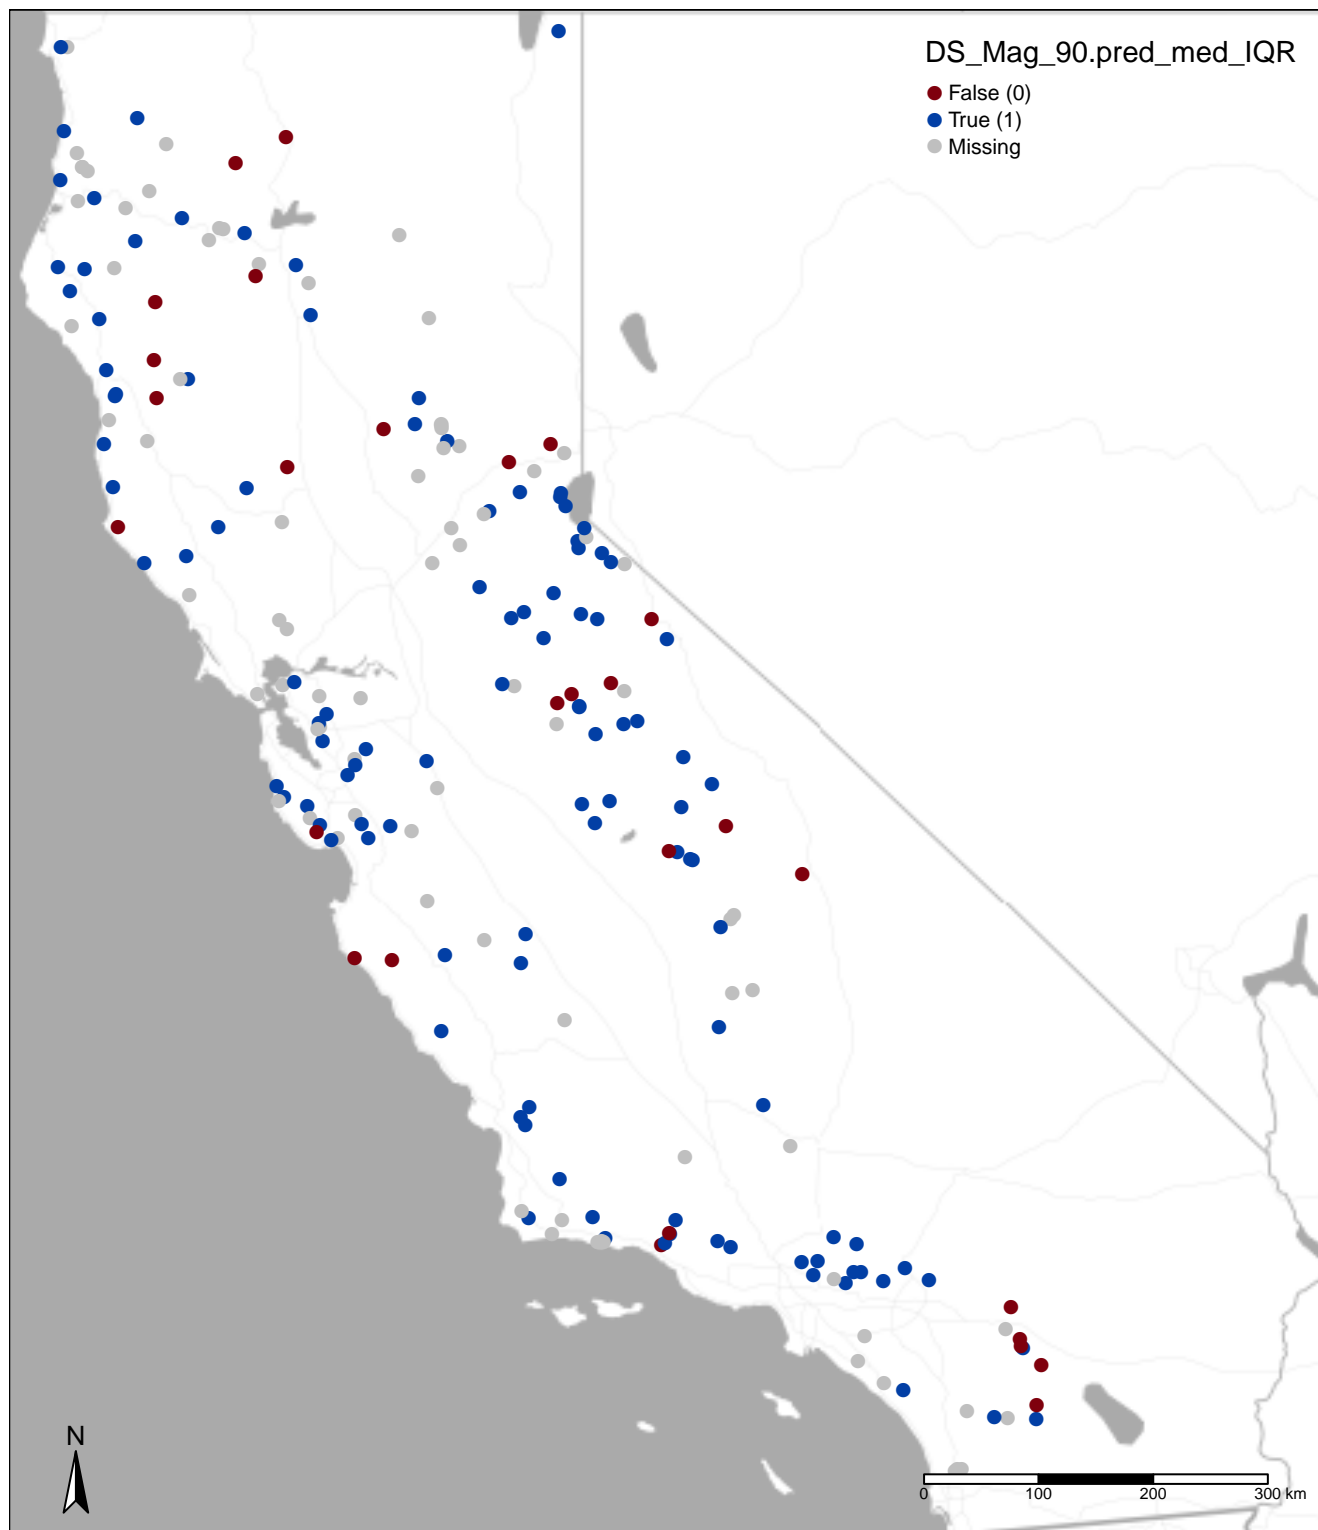 DS_Mag_90.pred_med_IQR
False (0)
True (1)
Missing
N
0 100 200 300 km